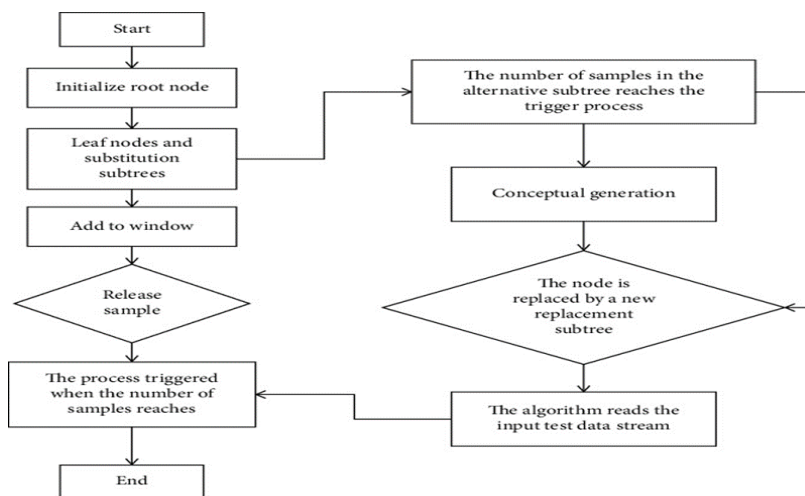 Start
Initialize root node
Leaf nodes and
substitution
subtrees
Add to window
Release
sample
The process triggered
when the number of
samples reaches
End
The number of samples in the
alternative subtree reaches the
trigger process
Conceptual generation
The node is
replaced by a new
replacement
subtree
The algorithm reads the
input test data stream